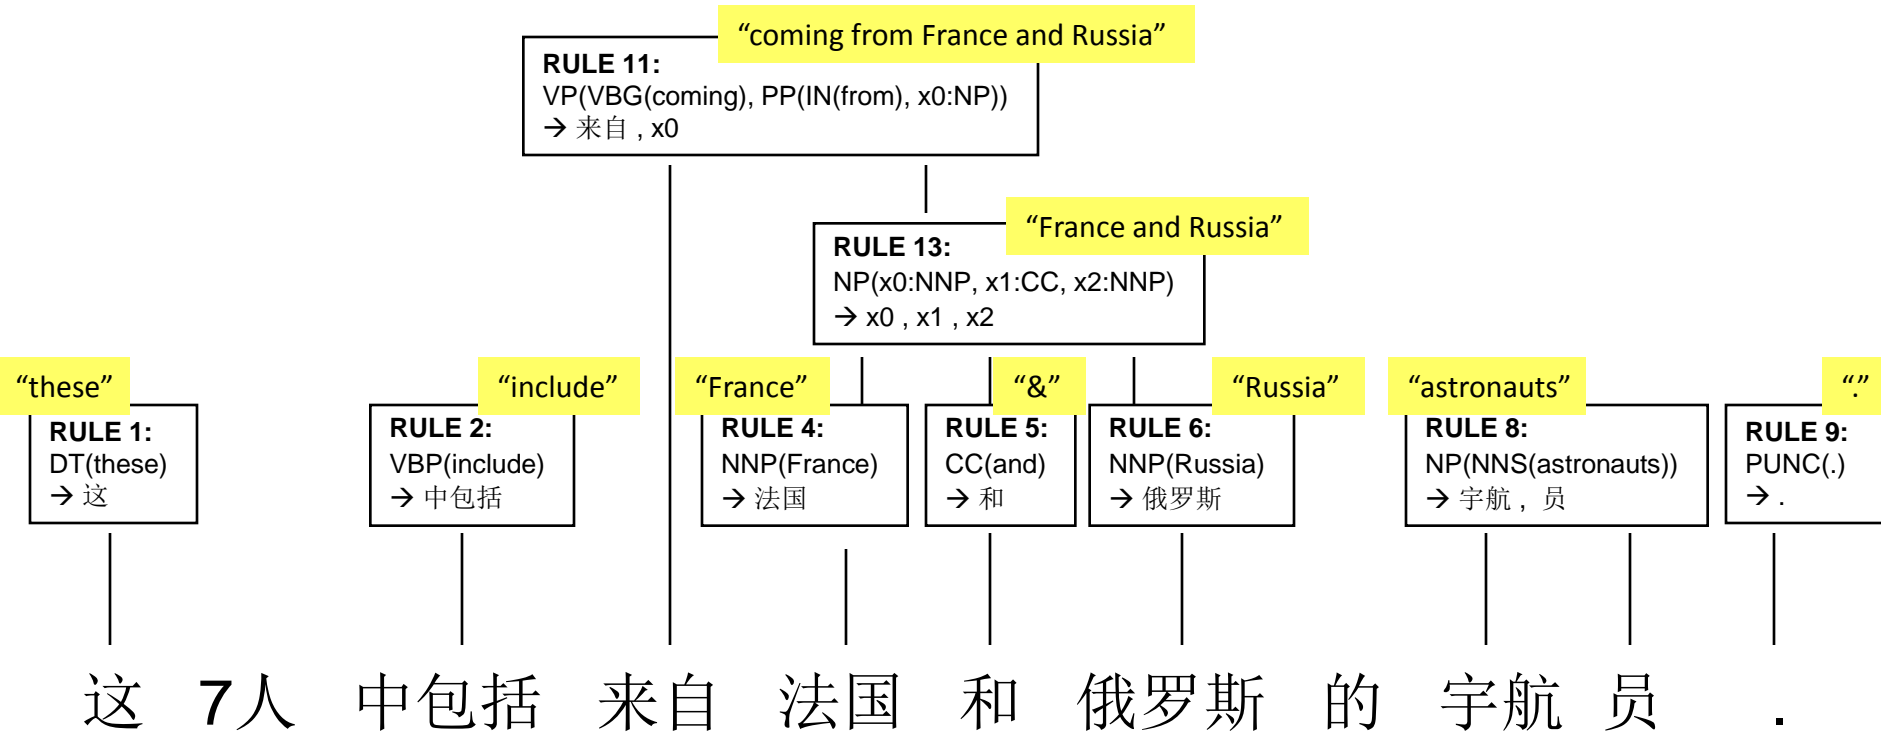 “coming from France and Russia”
RULE 11:
VP(VBG(coming), PP(IN(from), x0:NP))
→ 来自 , x0
“France and Russia”
RULE 13:
NP(x0:NNP, x1:CC, x2:NNP)
→ x0 , x1 , x2
“these”
RULE 1:
DT(these)
→ 这
“include”
RULE 2:
VBP(include)
→ 中包括
“France”
RULE 4:
NNP(France)
→ 法国
“&”
RULE 5:
CC(and)
→ 和
“Russia”
RULE 6:
NNP(Russia)
→ 俄罗斯
“astronauts”
RULE 8:
NP(NNS(astronauts))
→ 宇航 , 员
“.”
RULE 9:
PUNC(.)
→ .
这 7人 中包括 来自 法国 和 俄罗斯 的 宇航 员 .